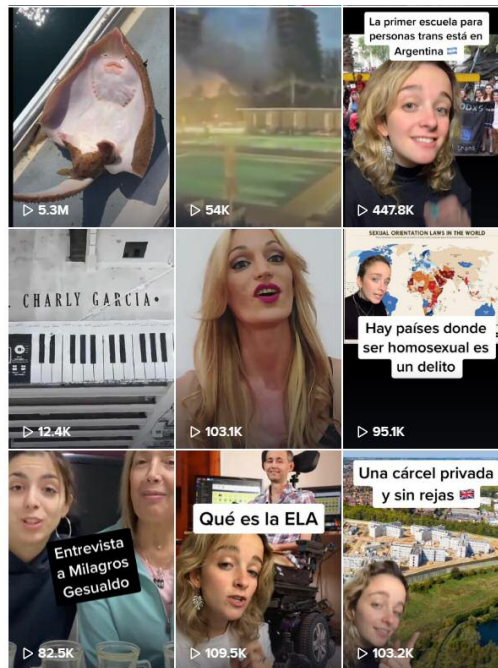 5.3M
54K
La primer escuela para
personas trans está en
Argentina 🇦🇷
447.8K
CHARLY GARCIA•
12.4K
103.1K
SEXUAL ORIENTATION LAWS IN THE WORLD
Hay países donde
ser homosexual es
un delito
95.1K
Entrevista
a Milagros
Gesualdo
82.5K
Qué es la ELA
109.5K
Una cárcel privada
y sin rejas 🇬🇧
103.2K